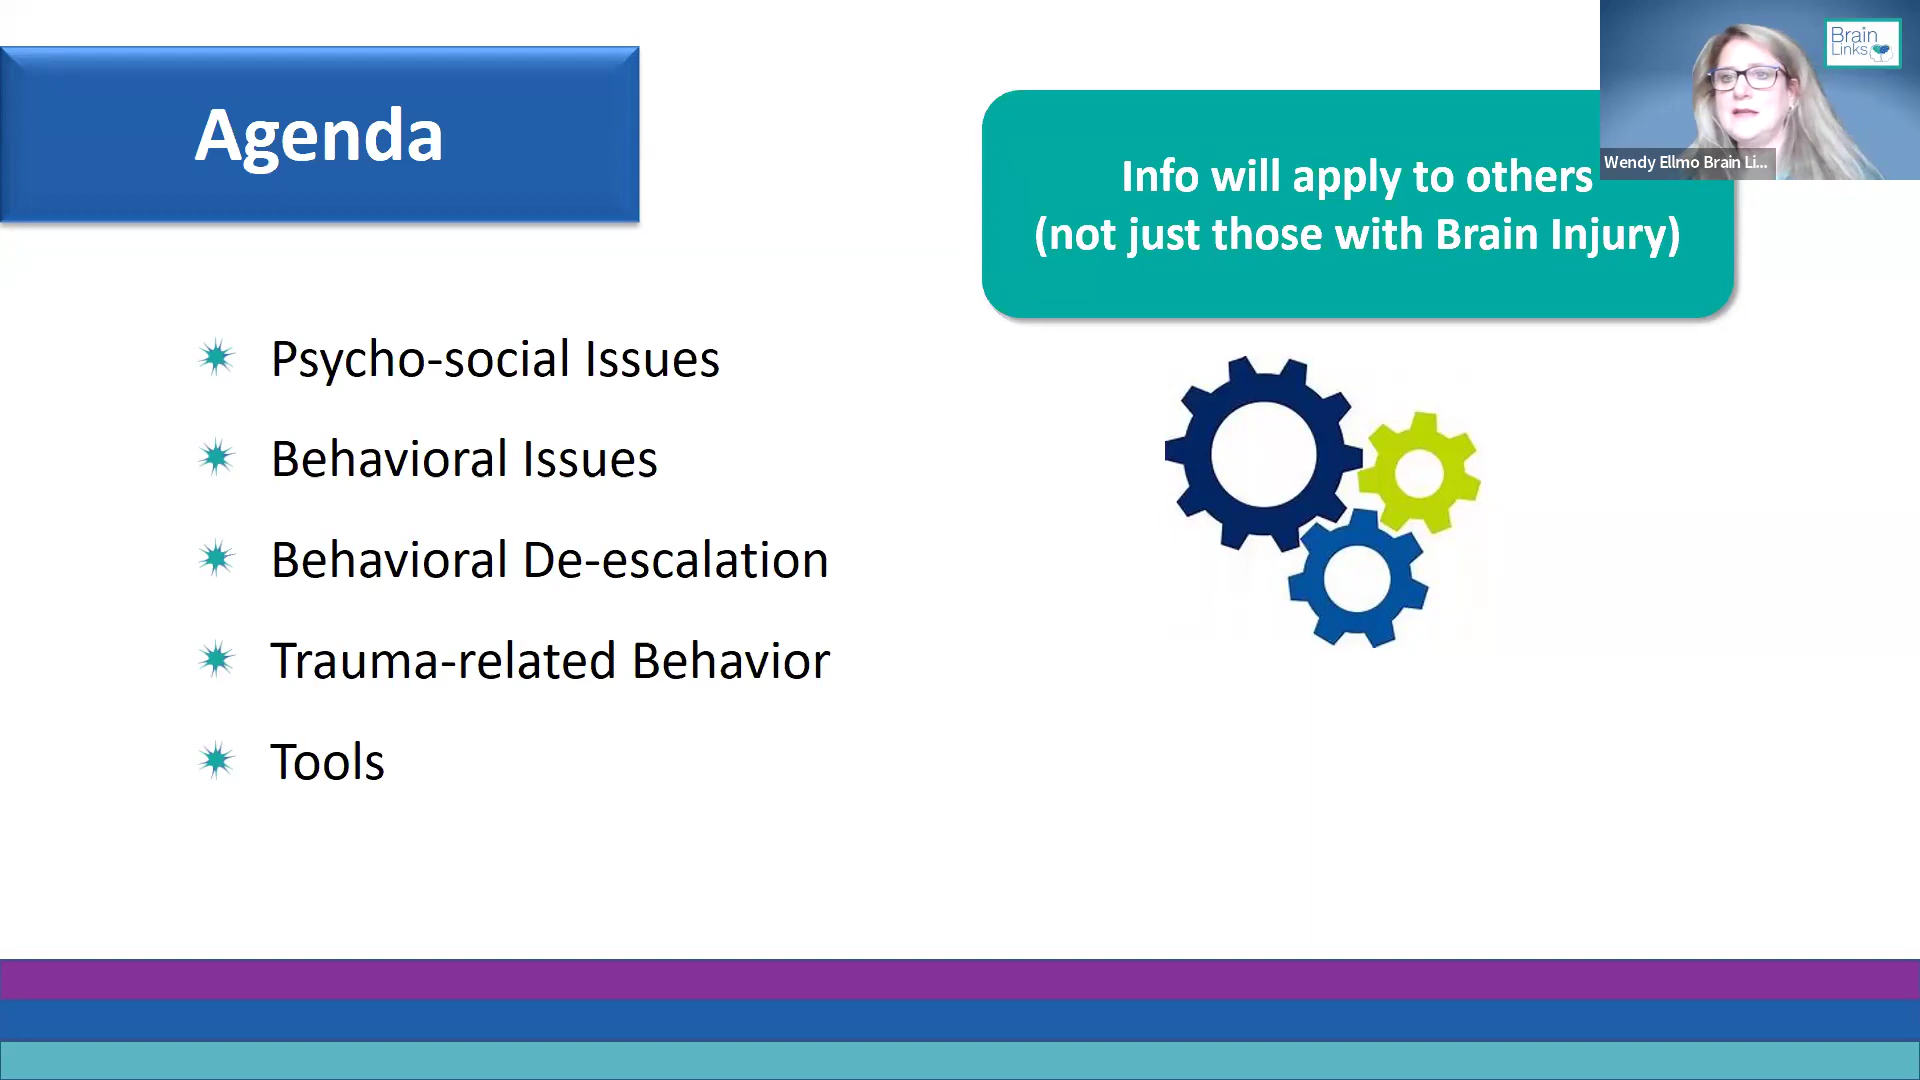 Agenda
Info will apply to others
(not just those with Brain Injury)
Brain
Links
Wendy Ellmo Brain Li...
Psycho-social Issues
Behavioral Issues
Behavioral De-escalation
Trauma-related Behavior
Tools